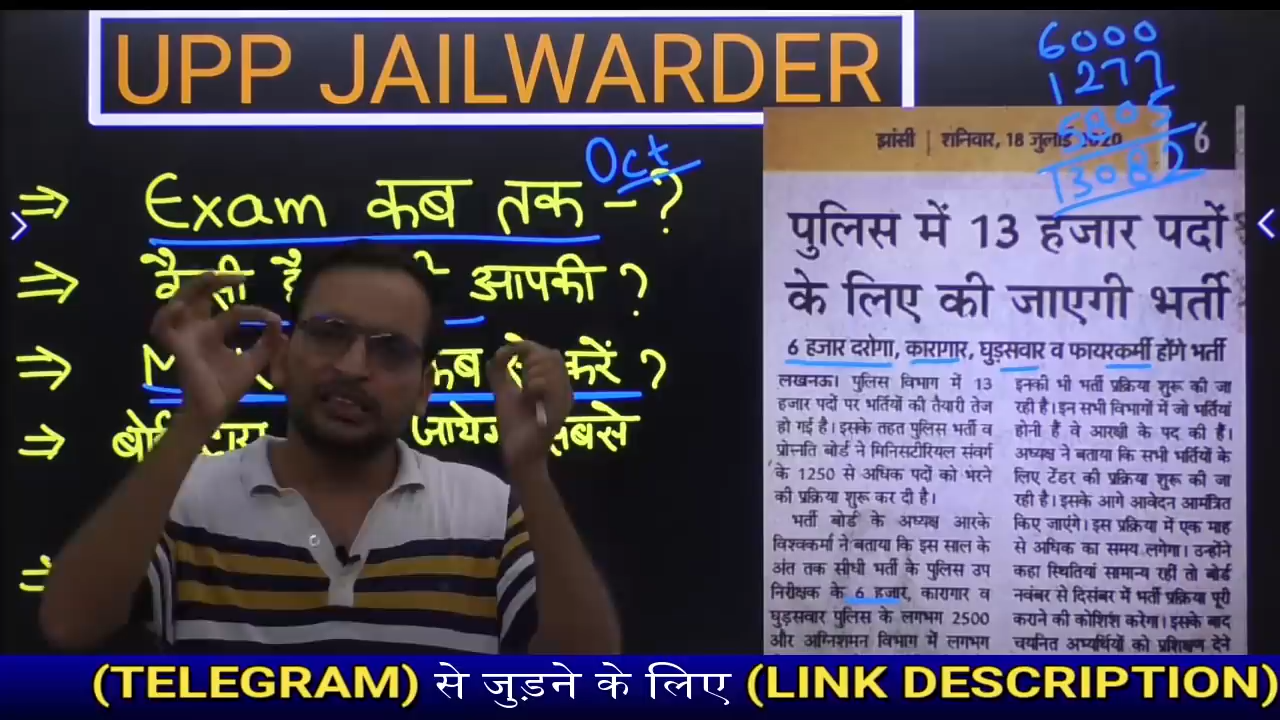 UPP JAILWARDER
6000
1277
5805
13082
Oct
⇒ Exam कब तक - ?
⇒ आपकी ?
⇒ कब से करें ?
⇒ जायेगा सबसे
झांसी | शनिवार, 18 जुलाई 2020 6
पुलिस में 13 हजार पदों
के लिए की जाएगी भर्ती
6 हजार दरोगा, कारागार, घुड़सवार व फायरकर्मी होंगे भर्ती
लखनऊ। पुलिस विभाग में 13
हजार पदों पर भर्तियों की तैयारी तेज
हो गई है। इसके तहत पुलिस भर्ती व
प्रोन्नति बोर्ड ने मिनिसटीरियल संवर्ग
के 1250 से अधिक पदों को भरने
की प्रक्रिया शुरू कर दी है।
भर्ती बोर्ड के अध्यक्ष आरके
विश्वकर्मा ने बताया कि इस साल के
अंत तक सीधी भर्ती के पुलिस उप
निरीक्षक के 6 हजार, कारागार व
घुड़सवार पुलिस के लगभग 2500
और अग्निशमन विभाग में लगभग
इनकी भी भर्ती प्रक्रिया शुरू की जा
रही है। इन सभी विभागों में जो भर्तियां
होनी हैं वे आरक्षी के पद की हैं।
अध्यक्ष ने बताया कि सभी भर्तियों के
लिए टेंडर की प्रक्रिया शुरू की जा
रही है। इसके आगे आवेदन आमंत्रित
किए जाएंगे। इस प्रक्रिया में एक माह
से अधिक का समय लगेगा। उन्होंने
कहा स्थितियां सामान्य रहीं तो बोर्ड
नवंबर से दिसंबर में भर्ती प्रक्रिया पूरी
कराने की कोशिश करेगा। इसके बाद
चयनित अभ्यर्थियों को प्रशिक्षण देने
(TELEGRAM) से जुड़ने के लिए (LINK DESCRIPTION)